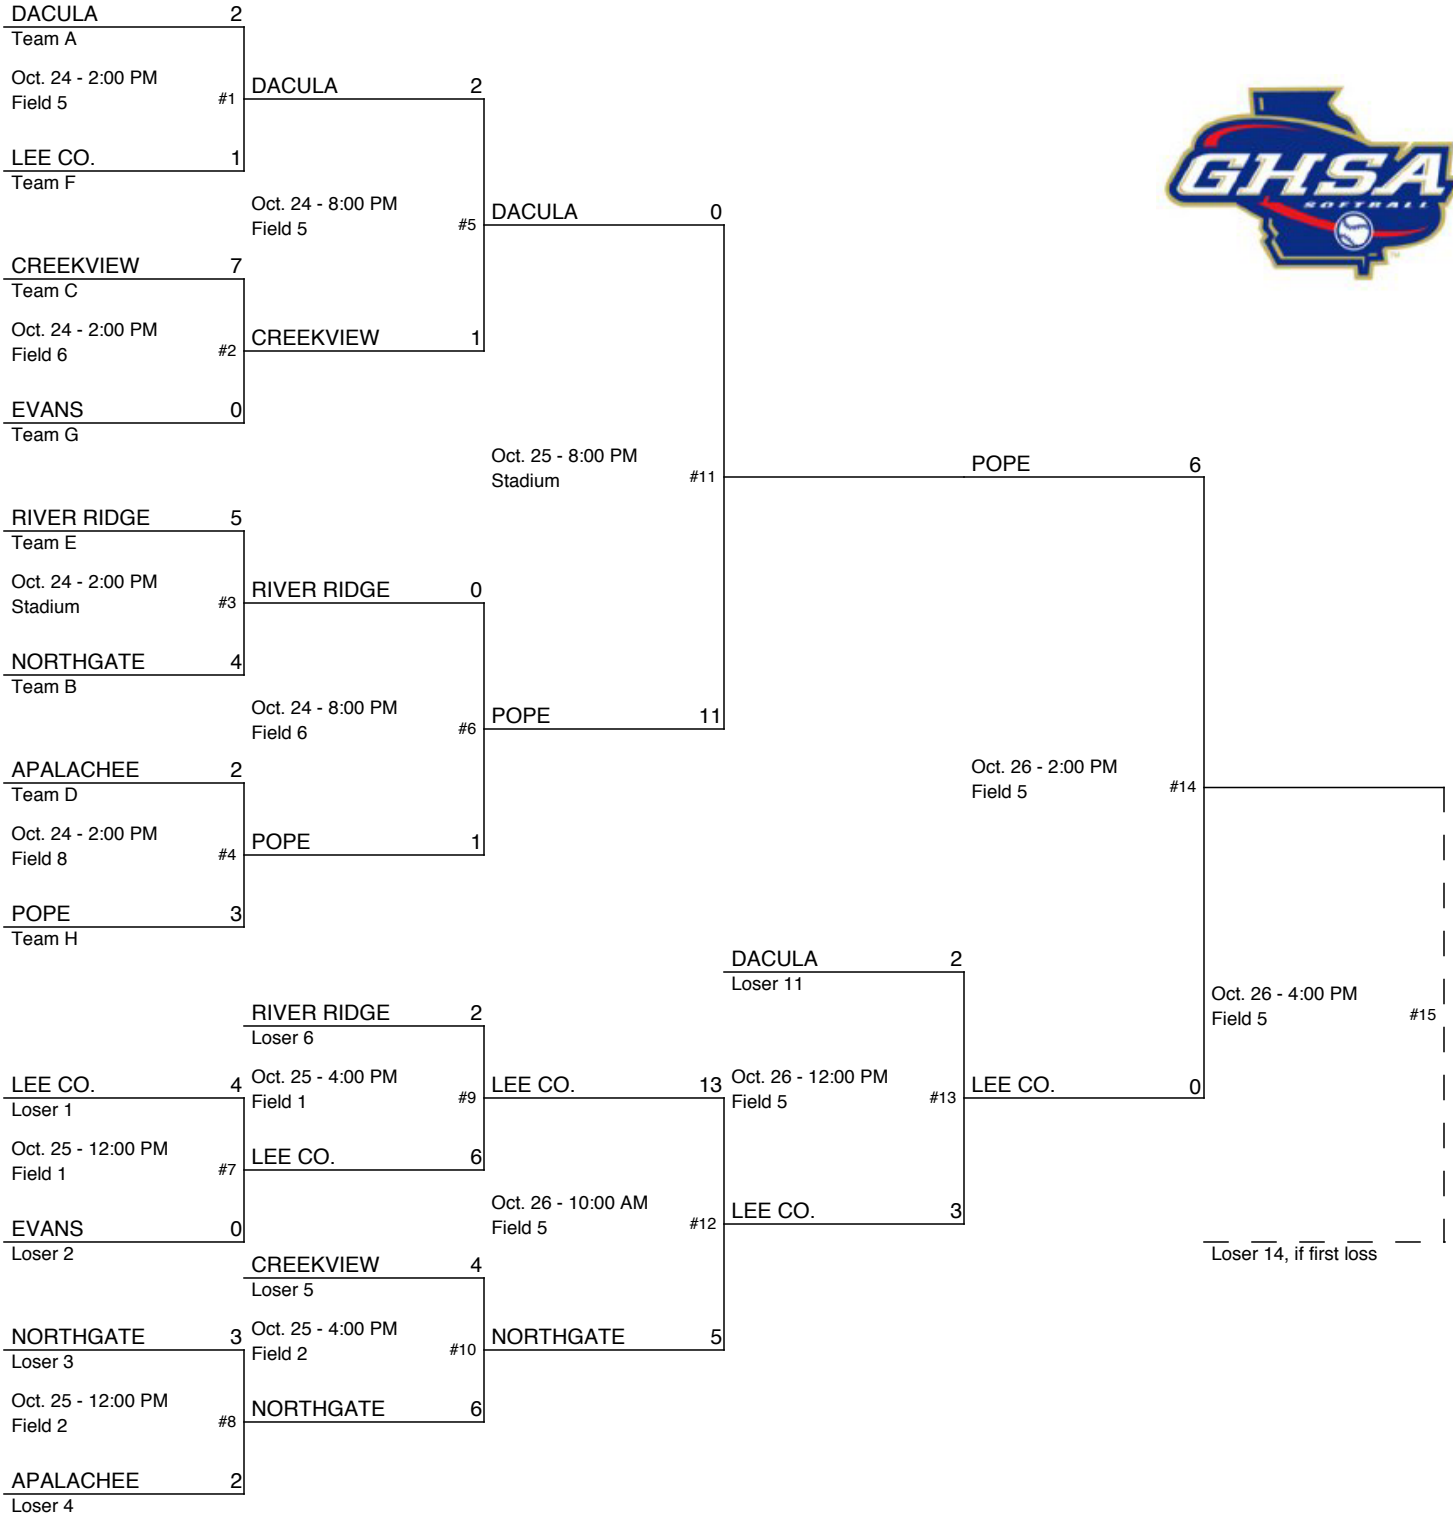 DACULA 2
Team A
Oct. 24 - 2:00 PM
Field 5
#1
LEE CO. 1
Team F
CREEKVIEW 7
Team C
Oct. 24 - 2:00 PM
Field 6
#2
EVANS 0
Team G
RIVER RIDGE 5
Team E
Oct. 24 - 2:00 PM
Stadium
#3
NORTHGATE 4
Team B
APALACHEE 2
Team D
Oct. 24 - 2:00 PM
Field 8
#4
POPE 3
Team H
DACULA 2
Oct. 24 - 8:00 PM
Field 5
#5
CREEKVIEW 1
RIVER RIDGE 0
Oct. 24 - 8:00 PM
Field 6
#6
POPE 1
DACULA 0
Oct. 25 - 8:00 PM
Stadium
#11
POPE 11
GHSA
SOFTBALL
TM
POPE 6
Oct. 26 - 2:00 PM
Field 5
#14
LEE CO. 0
Oct. 26 - 4:00 PM
Field 5
#15
Loser 14, if first loss
LEE CO. 4
Loser 1
Oct. 25 - 12:00 PM
Field 1
#7
EVANS 0
Loser 2
NORTHGATE 3
Loser 3
Oct. 25 - 12:00 PM
Field 2
#8
APALACHEE 2
Loser 4
RIVER RIDGE 2
Loser 6
Oct. 25 - 4:00 PM
Field 1
#9
LEE CO. 6
CREEKVIEW 4
Loser 5
Oct. 25 - 4:00 PM
Field 2
#10
NORTHGATE 6
LEE CO. 13
Oct. 26 - 10:00 AM
Field 5
#12
NORTHGATE 5
DACULA 2
Loser 11
Oct. 26 - 12:00 PM
Field 5
#13
LEE CO. 3